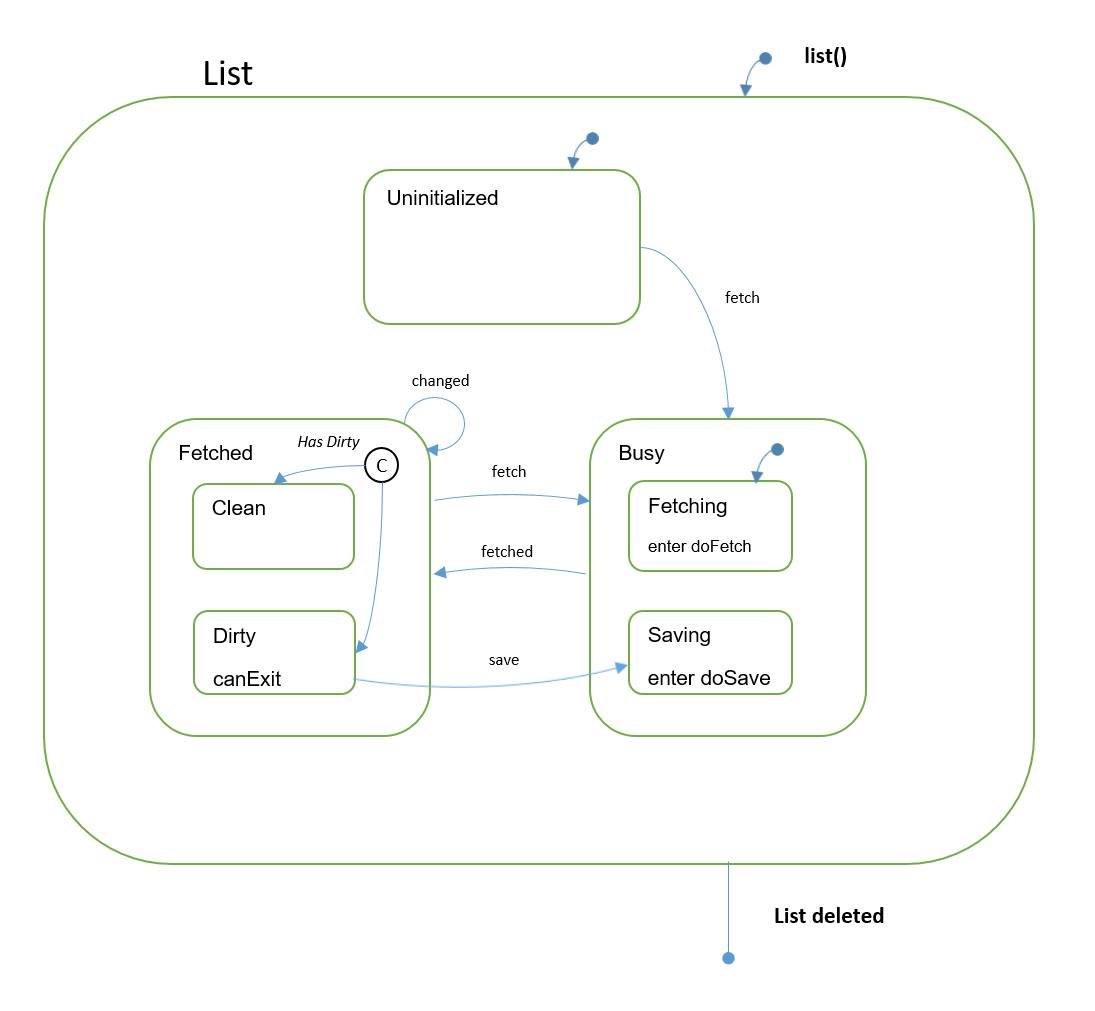 list()
List
Uninitialized
fetch
changed
Has Dirty
C
Fetched
Clean
Dirty
canExit
fetch
fetched
save
Busy
Fetching
enter doFetch
Saving
enter doSave
List deleted